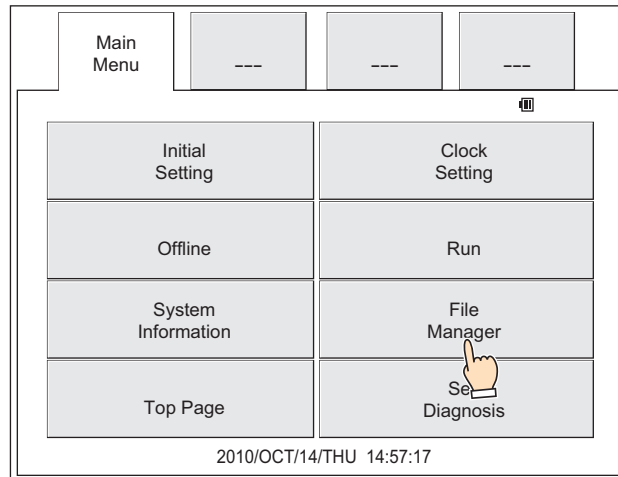 Main
Menu
---
---
---
Initial
Setting
Clock
Setting
Offline
Run
System
Information
File
Manager
Top Page
Diagnosis
2010/OCT/14/THU 14:57:17